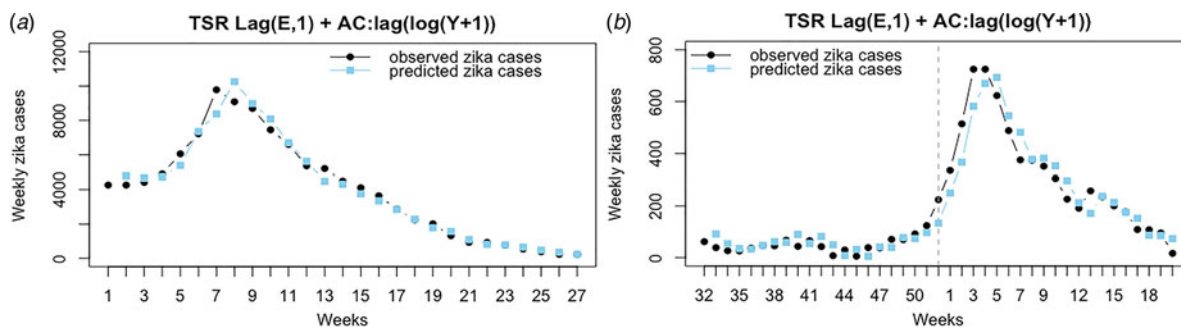 (a)
TSR Lag(E,1) + AC:lag(log(Y+1))
observed zika cases
predicted zika cases
Weekly zika cases
0 4000 8000 12000
1 3 5 7 9 11 13 15 17 19 21 23 25 27
Weeks
(b)
TSR Lag(E,1) + AC:lag(log(Y+1))
observed zika cases
predicted zika cases
Weekly zika cases
800
600
400
200
0
32 35 38 41 44 47 50 1 3 5 7 9 12 15 18
Weeks